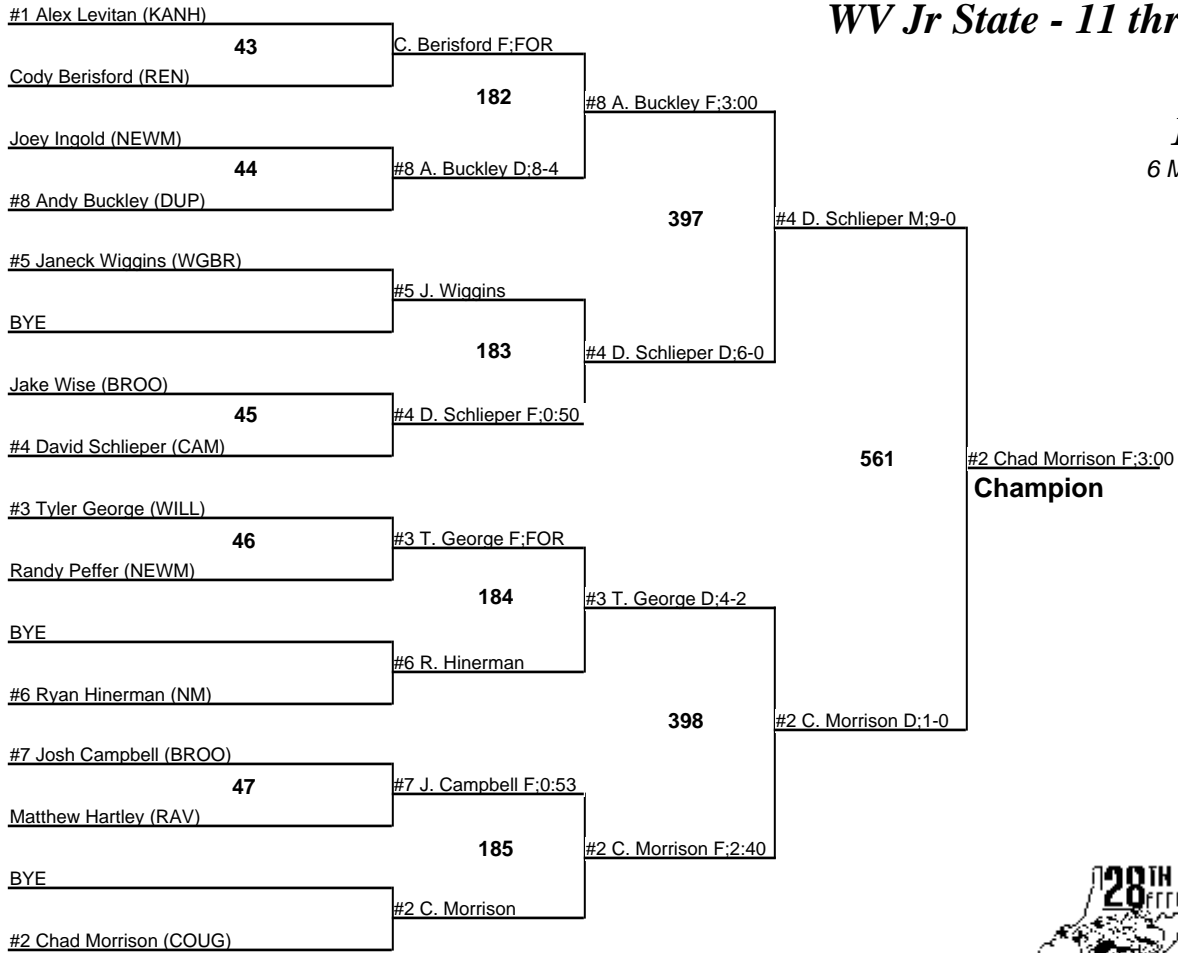 #1 Alex Levitan (KANH)
WV Jr State - 11 thr
43
C. Berisford F;FOR
Cody Berisford (REN)
182
#8 A. Buckley F;3:00
Joey Ingold (NEWM)
6 M
44
#8 A. Buckley D;8-4
#8 Andy Buckley (DUP)
397
#4 D. Schlieper M;9-0
#5 Janeck Wiggins (WGBR)
#5 J. Wiggins
BYE
183
#4 D. Schlieper D;6-0
Jake Wise (BROO)
45
#4 D. Schlieper F;0:50
#4 David Schlieper (CAM)
561
#2 Chad Morrison F;3:00
Champion
#3 Tyler George (WILL)
46
#3 T. George F;FOR
Randy Peffer (NEWM)
184
#3 T. George D;4-2
BYE
#6 R. Hinerman
#6 Ryan Hinerman (NM)
398
#2 C. Morrison D;1-0
#7 Josh Campbell (BROO)
47
#7 J. Campbell F;0:53
Matthew Hartley (RAV)
185
#2 C. Morrison F;2:40
BYE
28TH
#2 C. Morrison
#2 Chad Morrison (COUG)